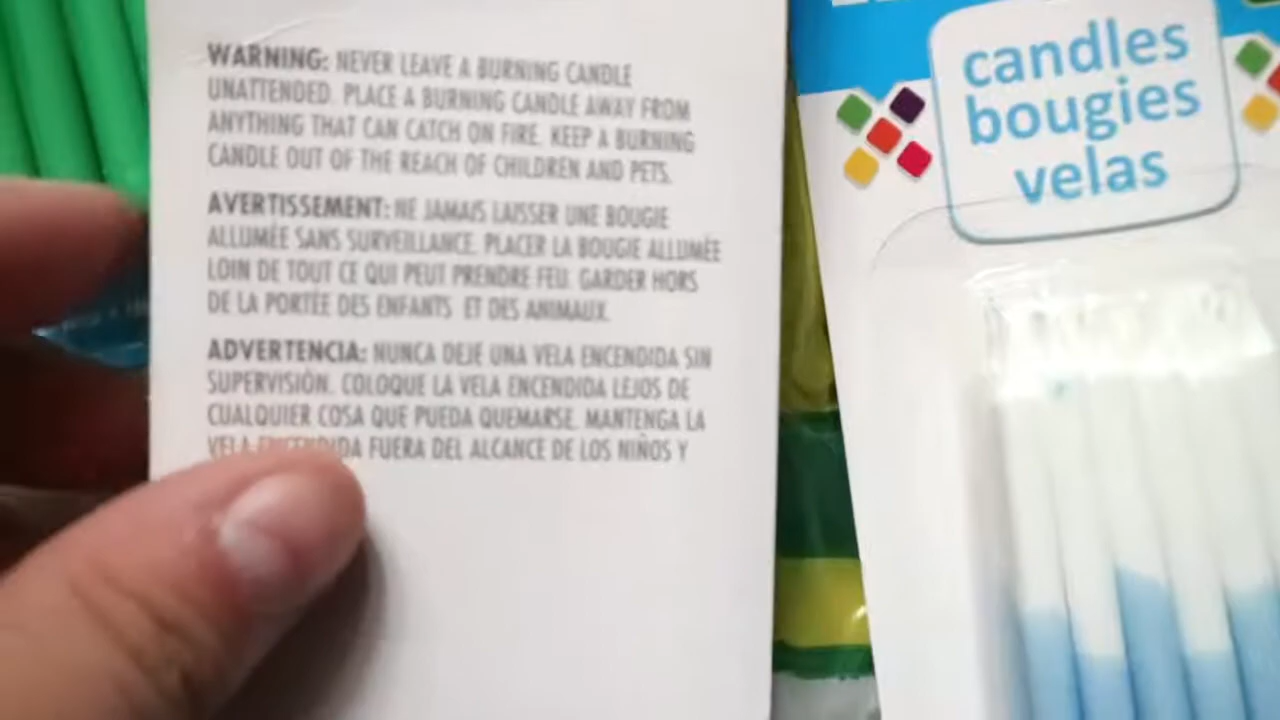 WARNING: NEVER LEAVE A BURNING CANDLE
UNATTENDED. PLACE A BURNING CANDLE AWAY FROM
ANYTHING THAT CAN CATCH ON FIRE. KEEP A BURNING
CANDLE OUT OF THE REACH OF CHILDREN AND PETS.
AVERTISSEMENT: NE JAMAIS LAISSER UNE BOUGIE
ALLUMÉE SANS SURVEILLANCE. PLACER LA BOUGIE ALLUMÉE
LOIN DE TOUT CE QUI PEUT PRENDRE FEU. GARDER HORS
DE LA PORTÉE DES ENFANTS ET DES ANIMAUX.
ADVERTENCIA: NUNCA DEJE UNA VELA ENCENDIDA SIN
SUPERVISIÓN. COLOQUE LA VELA ENCENDIDA LEJOS DE
CUALQUIER COSA QUE PUEDA QUEMARSE. MANTENGA LA
VELA ENCENDIDA FUERA DEL ALCANCE DE LOS NIÑOS Y
candles
bougies
velas